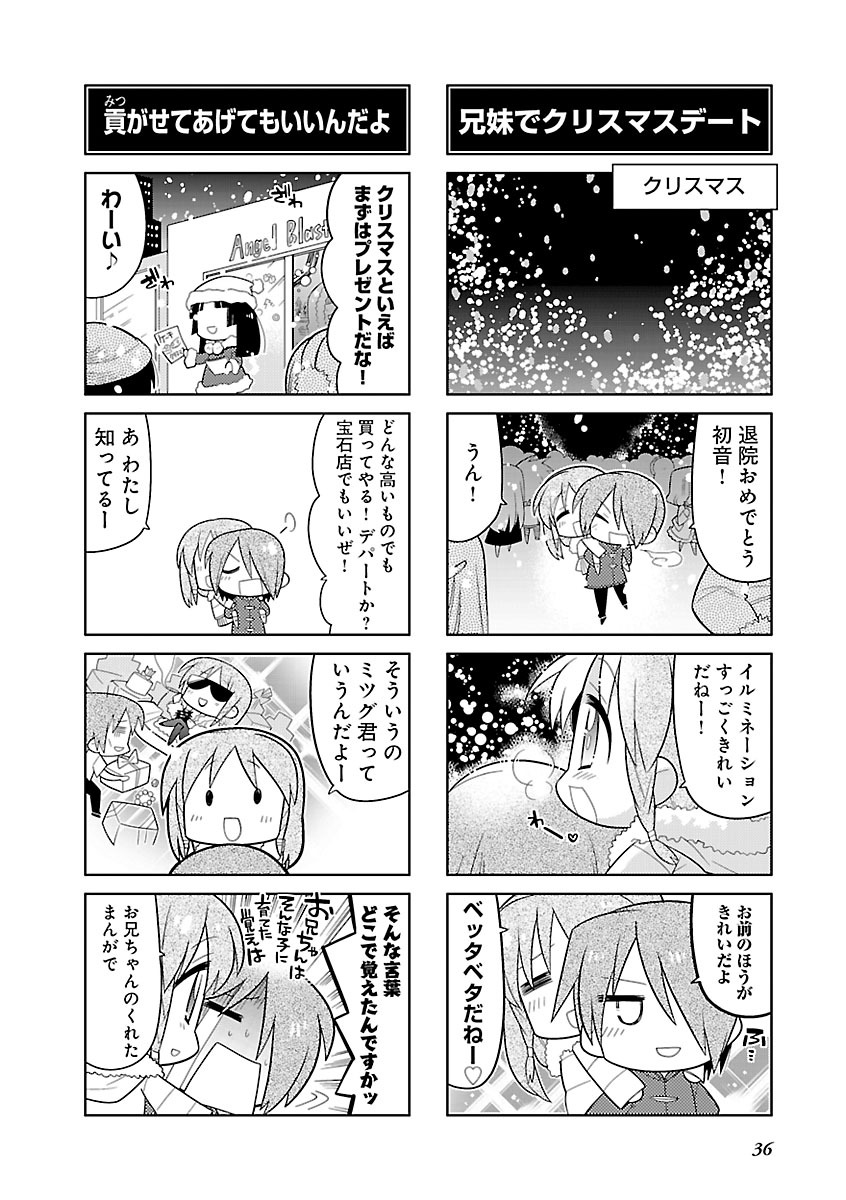 兄妹でクリスマスデート
クリスマス
退院おめでとう
初音！
うん！
イルミネーション
すっごくきれい
だねー！
わー♥
お前のほうが
きれいだよ
ふ…
ベッタベタだねー♡
みつ
貢がせてあげてもいいんだよ
クリスマスといえば
まずはプレゼントだな！
ざわ
Angel Blast
ざわ
わーい♪
どんな高いものでも
買ってやる！デパートか？
宝石店でもいいぜ！
あ わたし
知ってるー
そういうの
ミツグ君って
いうんだよー
そんな言葉
どこで覚えたんですかッ
お兄ちゃんは
そんな子に
育てた
覚えは
お兄ちゃんのくれた
まんがで
36